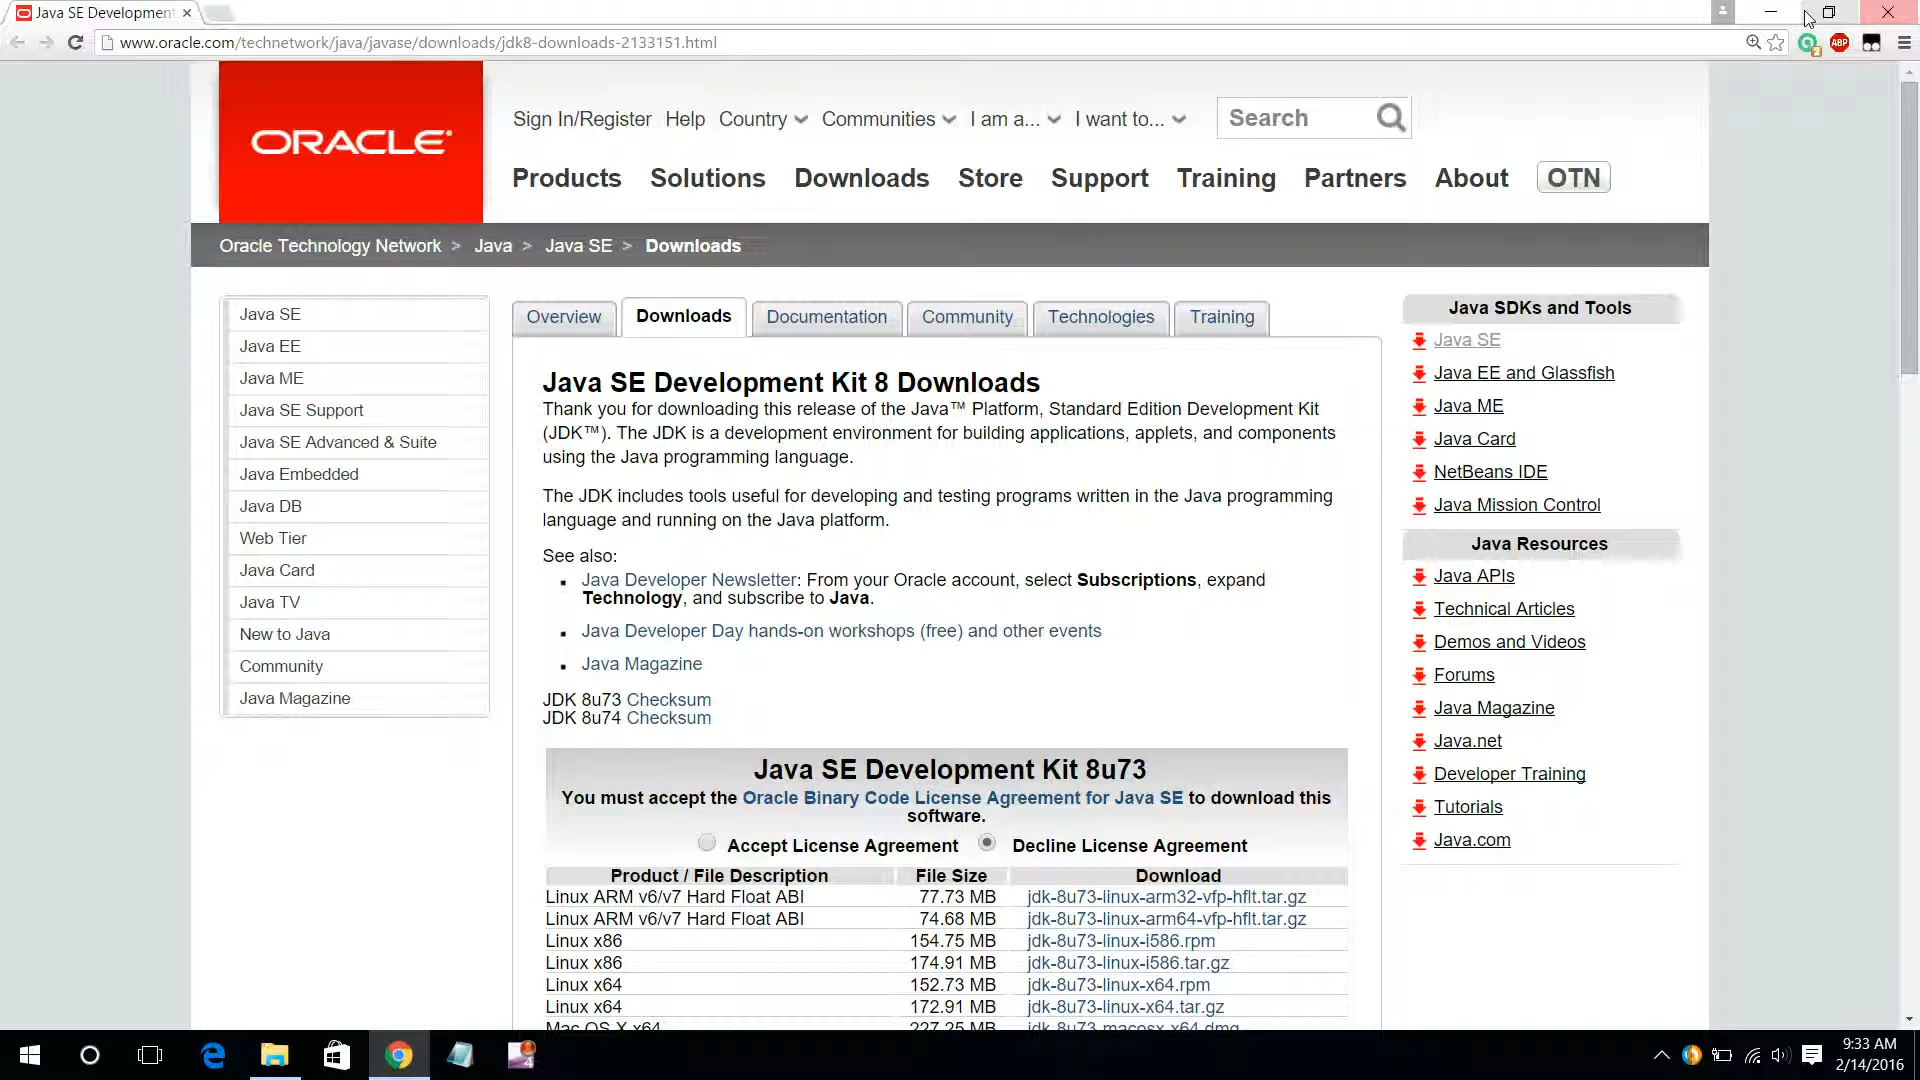 Java SE Development
www.oracle.com/technetwork/java/javase/downloads/jdk8-downloads-2133151.html
2
ABP
ORACLE
Sign In/Register Help Country Communities I am a... I want to... Search
Products Solutions Downloads Store Support Training Partners About OTN
Oracle Technology Network > Java > Java SE > Downloads
Java SE
Java EE
Java ME
Java SE Support
Java SE Advanced & Suite
Java Embedded
Java DB
Web Tier
Java Card
Java TV
New to Java
Community
Java Magazine
Overview Downloads Documentation Community Technologies Training
Java SE Development Kit 8 Downloads
Thank you for downloading this release of the Java™ Platform, Standard Edition Development Kit
(JDK™). The JDK is a development environment for building applications, applets, and components
using the Java programming language.
The JDK includes tools useful for developing and testing programs written in the Java programming
language and running on the Java platform.
See also:
Java Developer Newsletter: From your Oracle account, select Subscriptions, expand
Technology, and subscribe to Java.
Java Developer Day hands-on workshops (free) and other events
Java Magazine
JDK 8u73 Checksum
JDK 8u74 Checksum
Java SE Development Kit 8u73
You must accept the Oracle Binary Code License Agreement for Java SE to download this
software.
Accept License Agreement Decline License Agreement
Product / File Description File Size Download
Linux ARM v6/v7 Hard Float ABI 77.73 MB jdk-8u73-linux-arm32-vfp-hflt.tar.gz
Linux ARM v6/v7 Hard Float ABI 74.68 MB jdk-8u73-linux-arm64-vfp-hflt.tar.gz
Linux x86 154.75 MB jdk-8u73-linux-i586.rpm
Linux x86 174.91 MB jdk-8u73-linux-i586.tar.gz
Linux x64 152.73 MB jdk-8u73-linux-x64.rpm
Linux x64 172.91 MB jdk-8u73-linux-x64.tar.gz
Mac OS X x64 227.25 MB jdk-8u73-macosx-x64.dmg
Java SDKs and Tools
Java SE
Java EE and Glassfish
Java ME
Java Card
NetBeans IDE
Java Mission Control
Java Resources
Java APIs
Technical Articles
Demos and Videos
Forums
Java Magazine
Java.net
Developer Training
Tutorials
Java.com
4
9:33 AM
2/14/2016